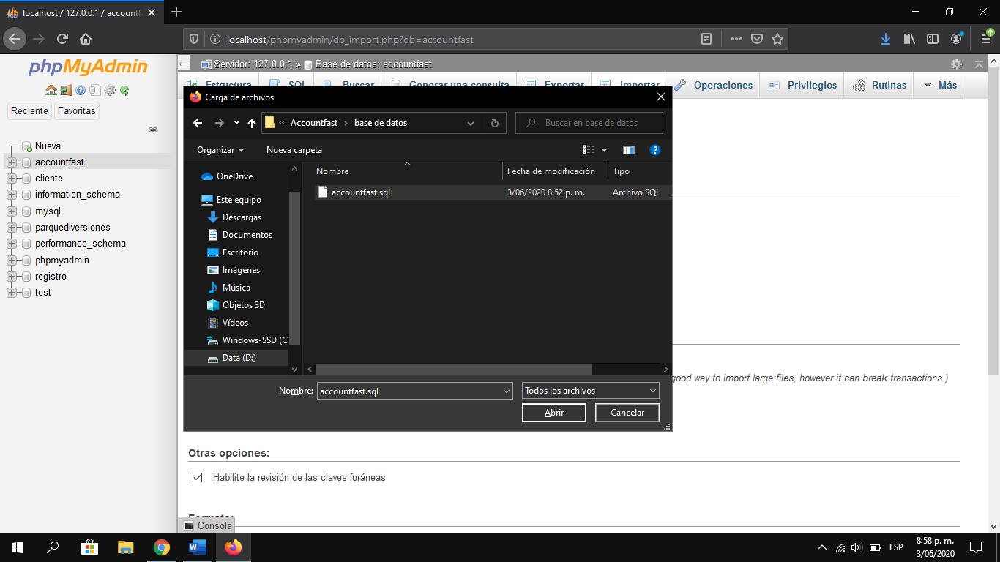 localhost / 127.0.0.1 / accountfa
localhost/phpmyadmin/db_import.php?db=accountfast
phpMyAdmin
Reciente
Favoritas
Nueva
accountfast
cliente
information_schema
mysql
parquediversiones
performance_schema
phpmyadmin
registro
test
Servidor: 127.0.0.1 » Base de datos: accountfast
Estructura SQL Buscar Generar una consulta Exportar Importar Operaciones Privilegios Rutinas Más
Carga de archivos
« Accountfast › base de datos
Buscar en base de datos
Organizar Nueva carpeta
OneDrive
Este equipo
Descargas
Documentos
Escritorio
Imágenes
Música
Objetos 3D
Vídeos
Windows-SSD (C:
Data (D:)
Nombre Fecha de modificación Tipo
accountfast.sql 3/06/2020 8:52 p. m. Archivo SQL
Nombre: accountfast.sql Todos los archivos
Abrir Cancelar
good way to import large files, however it can break transactions.)
Otras opciones:
Habilite la revisión de las claves foráneas
Formato:
Consola
ESP
8:58 p. m.
3/06/2020